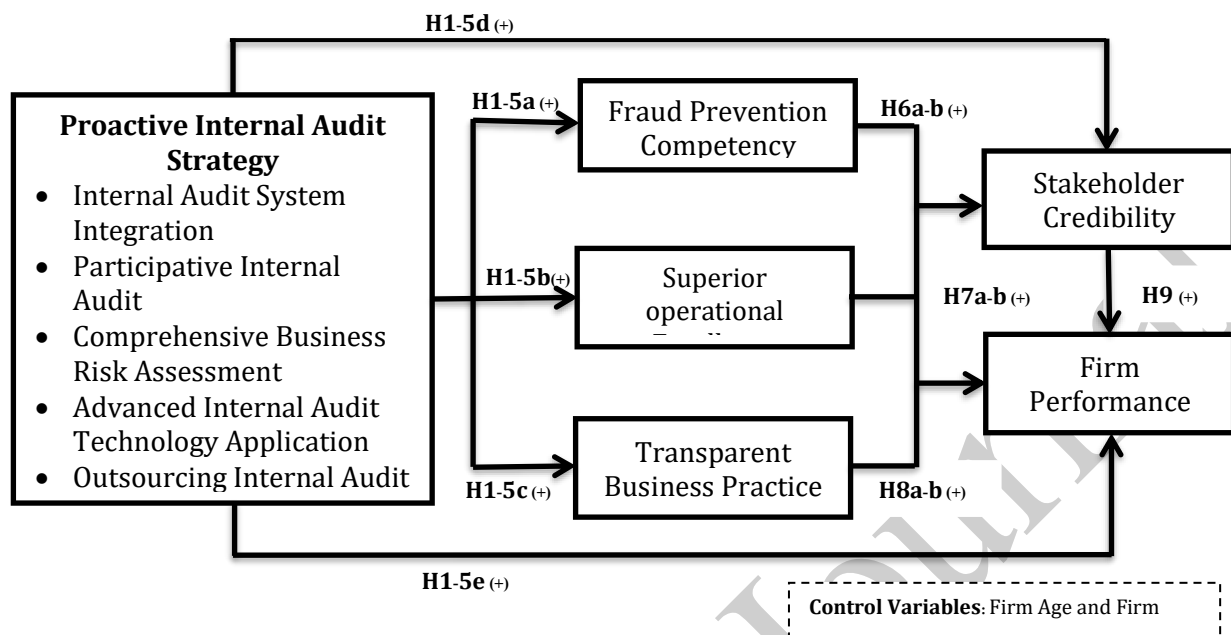 H1-5d (+)
Proactive Internal Audit
Strategy
• Internal Audit System
Integration
• Participative Internal
Audit
• Comprehensive Business
Risk Assessment
• Advanced Internal Audit
Technology Application
• Outsourcing Internal Audit
H1-5a (+)
Fraud Prevention
Competency
H6a-b (+)
H1-5b(+)
Superior
operational
H7a-b (+)
H1-5c (+)
Transparent
Business Practice
H8a-b (+)
Stakeholder
Credibility
H9 (+)
Firm
Performance
H1-5e (+)
Control Variables: Firm Age and Firm